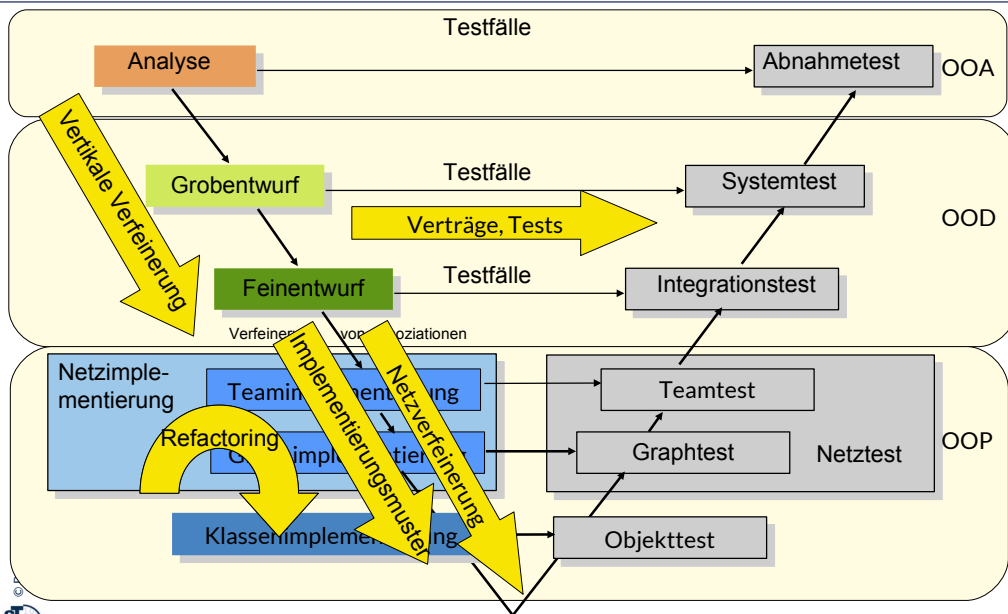 Testfälle
Analyse
Abnahmetest
OOA
Vertikale Verfeinerung
Grobentwurf
Testfälle
Systemtest
Verträge, Tests
OOD
Feinentwurf
Testfälle
Integrationstest
Implementierungsmuster
Netzverfeinerung
Netzimple-
mentierung
Teamtest
Refactoring
Graphtest
Netztest
OOP
Objekttest